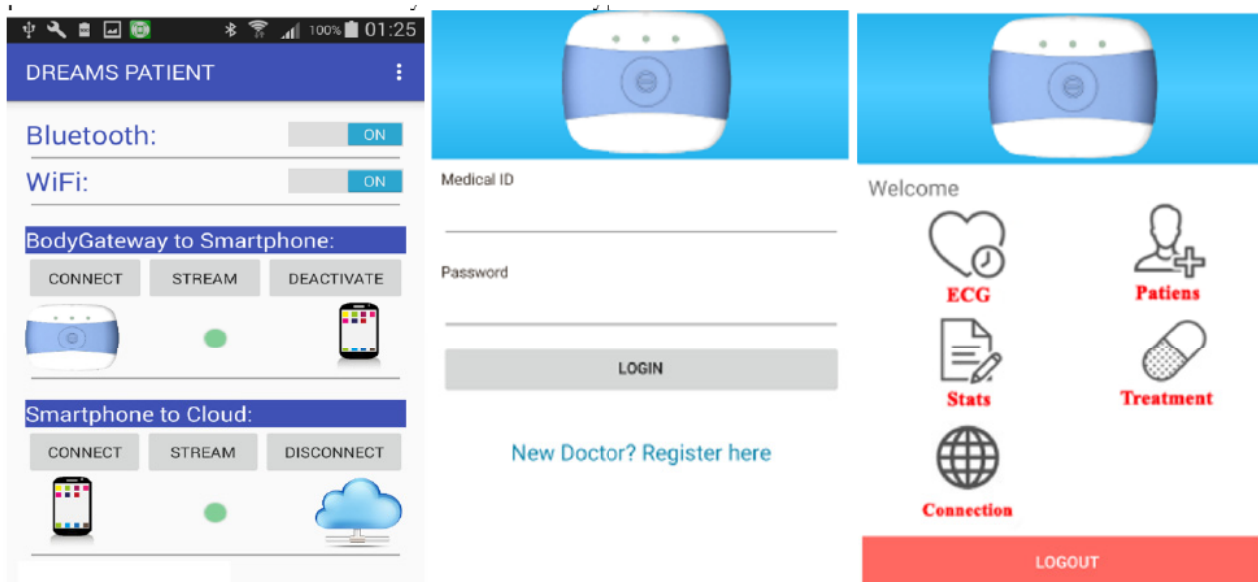 100% 01:25
DREAMS PATIENT
Bluetooth: ON
WiFi: ON
BodyGateway to Smartphone:
CONNECT STREAM DEACTIVATE
Smartphone to Cloud:
CONNECT STREAM DISCONNECT
Medical ID
Password
LOGIN
New Doctor? Register here
Welcome
ECG Patiens
Stats Treatment
Connection
LOGOUT